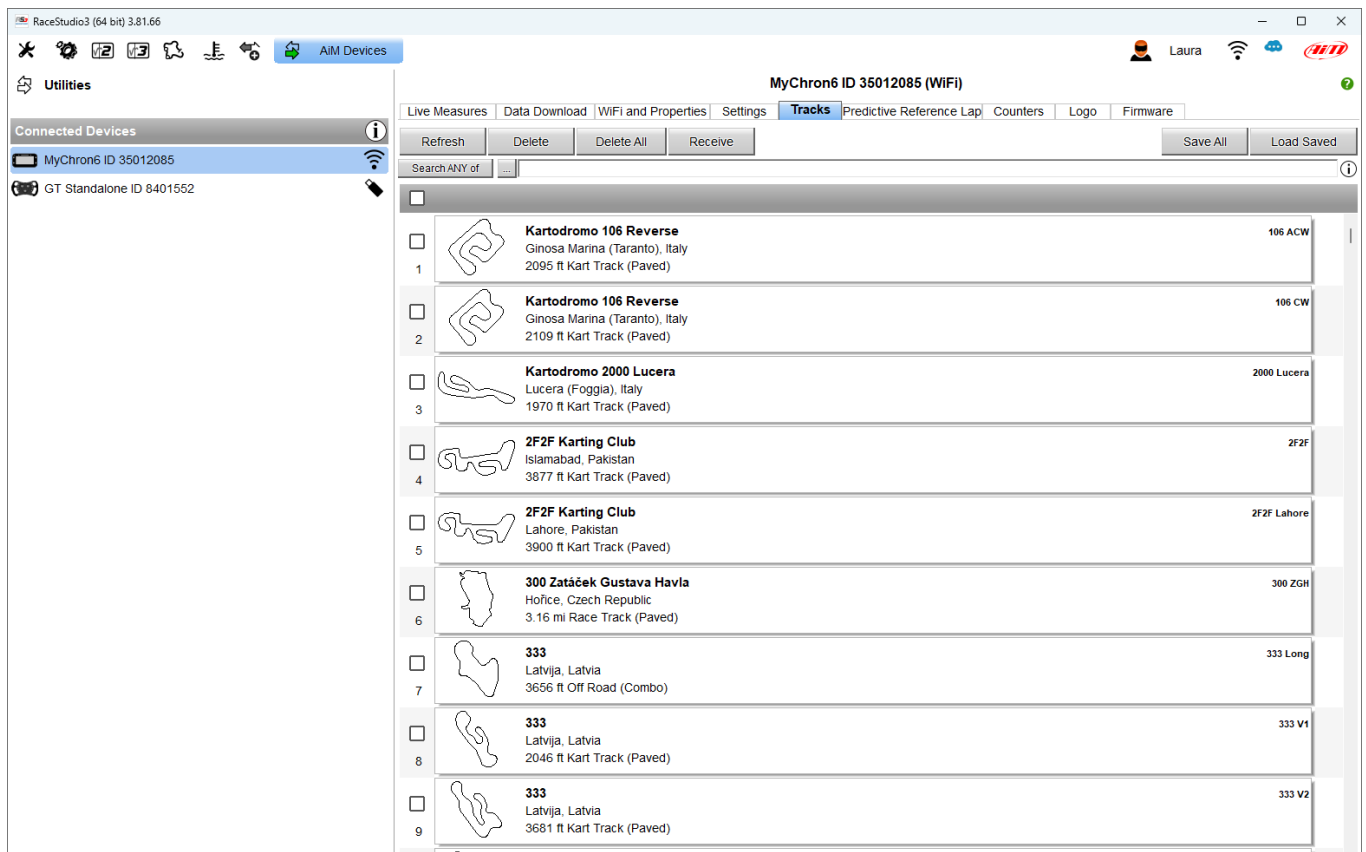 RaceStudio3 (64 bit) 3.81.66
AiM Devices
Laura
AiM
Utilities
MyChron6 ID 35012085 (WiFi)
Live Measures Data Download WiFi and Properties Settings Tracks Predictive Reference Lap Counters Logo Firmware
Connected Devices
Refresh Delete Delete All Receive Save All Load Saved
MyChron6 ID 35012085
Search ANY of ...
GT Standalone ID 8401552
Kartodromo 106 Reverse
106 ACW
Ginosa Marina (Taranto), Italy
2095 ft Kart Track (Paved)
1
Kartodromo 106 Reverse
106 CW
Ginosa Marina (Taranto), Italy
2109 ft Kart Track (Paved)
2
Kartodromo 2000 Lucera
2000 Lucera
Lucera (Foggia), Italy
1970 ft Kart Track (Paved)
3
2F2F Karting Club
2F2F
Islamabad, Pakistan
3877 ft Kart Track (Paved)
4
2F2F Karting Club
2F2F Lahore
Lahore, Pakistan
3900 ft Kart Track (Paved)
5
300 Zatáček Gustava Havla
300 ZGH
Hořice, Czech Republic
3.16 mi Race Track (Paved)
6
333
333 Long
Latvija, Latvia
3656 ft Off Road (Combo)
7
333
333 V1
Latvija, Latvia
2046 ft Kart Track (Paved)
8
333
333 V2
Latvija, Latvia
3681 ft Kart Track (Paved)
9